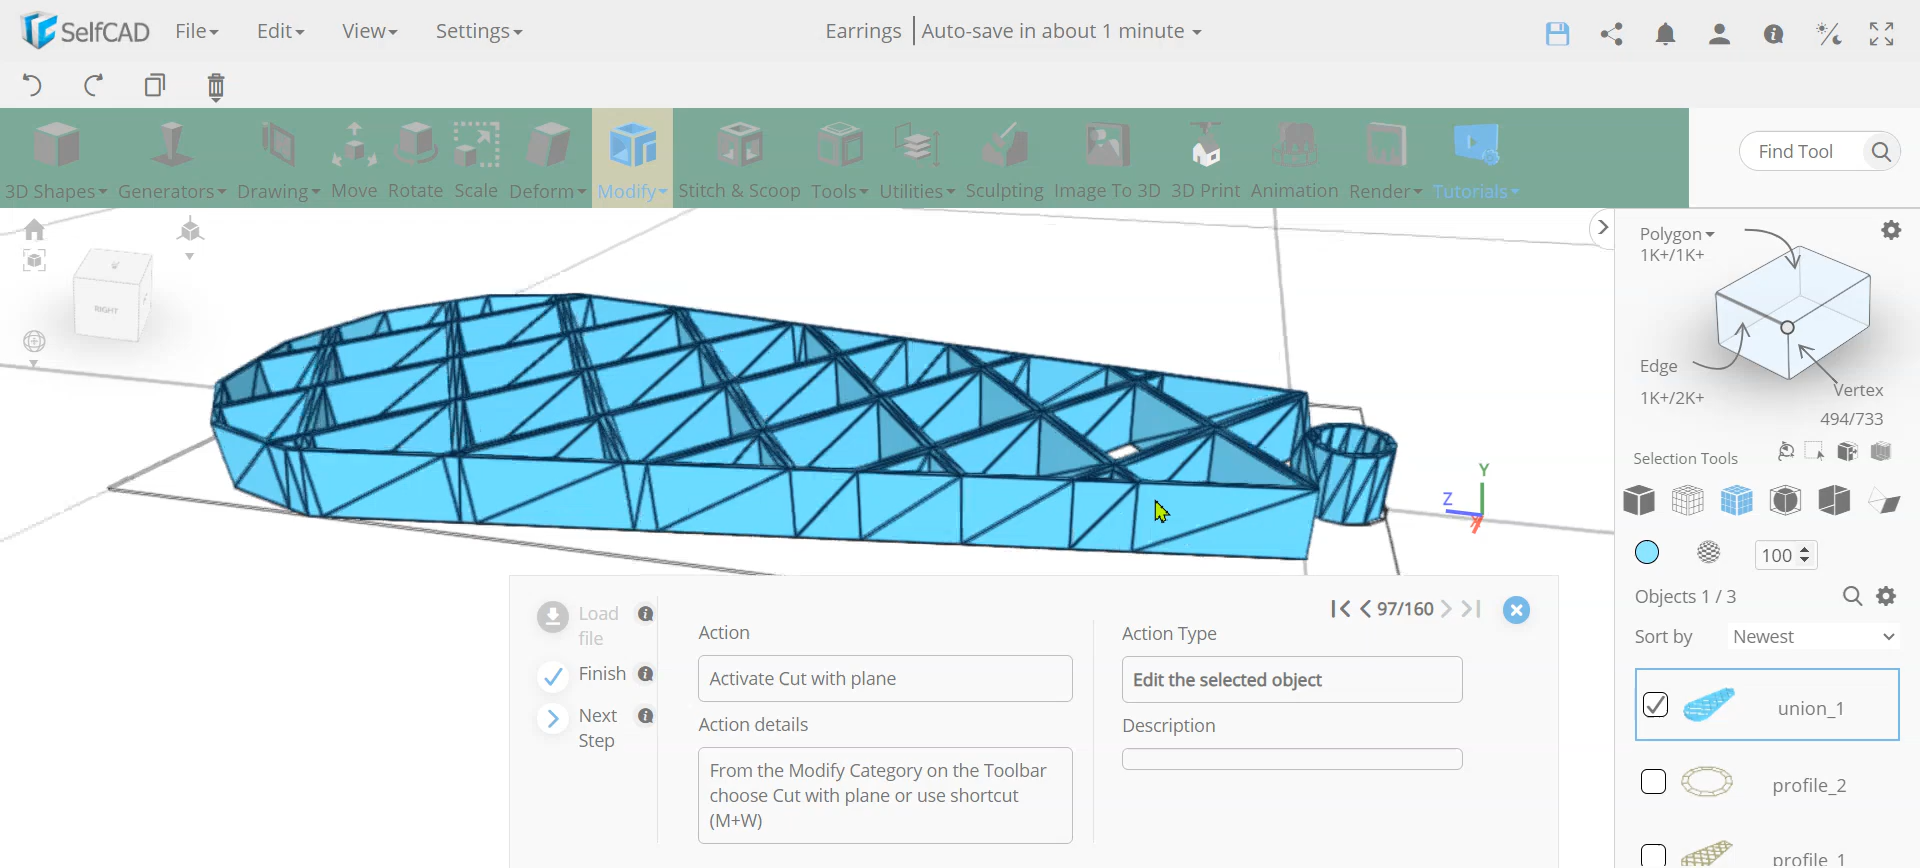 SelfCAD File Edit View Settings Earrings Auto-save in about 1 minute
3D Shapes Generators Drawing Move Rotate Scale Deform Modify Stitch & Scoop Tools Utilities Sculpting Image To 3D 3D Print Animation Render Tutorials Find Tool
RIGHT
Y
Z
X
Polygon
1K+/1K+
Edge
1K+/2K+
Vertex
494/733
Selection Tools
100
Objects 1 / 3
Sort by Newest
union_1
profile_2
profile_1
Load file
Finish
Next Step
97/160
Action
Activate Cut with plane
Action details
From the Modify Category on the Toolbar
choose Cut with plane or use shortcut
(M+W)
Action Type
Edit the selected object
Description